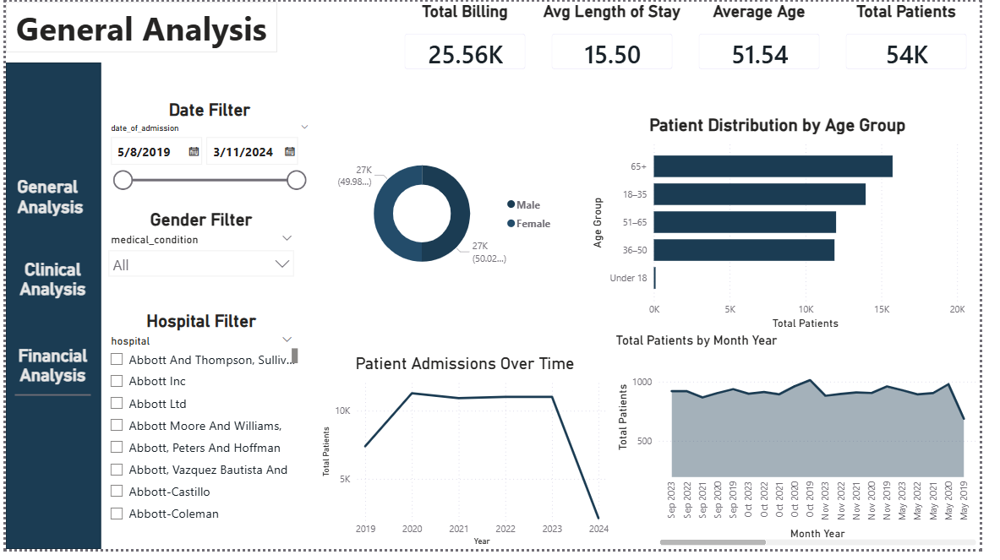 General Analysis
Total Billing
25.56K
Avg Length of Stay
15.50
Average Age
51.54
Total Patients
54K
General
Analysis
Clinical
Analysis
Financial
Analysis
Date Filter
date_of_admission
5/8/2019
3/11/2024
Gender Filter
medical_condition
All
Hospital Filter
hospital
Abbott And Thompson, Sulliv...
Abbott Inc
Abbott Ltd
Abbott Moore And Williams,
Abbott, Peters And Hoffman
Abbott, Vazquez Bautista And
Abbott-Castillo
Abbott-Coleman
27K
(49.98...)
27K
(50.02...)
Male
Female
Patient Distribution by Age Group
Age Group
65+
18–35
51–65
36–50
Under 18
0K
5K
10K
15K
20K
Total Patients
Patient Admissions Over Time
Total Patients
10K
5K
2019
2020
2021
2022
2023
2024
Year
Total Patients by Month Year
Total Patients
1000
500
Sep 2023
Sep 2022
Sep 2021
Sep 2020
Sep 2019
Oct 2023
Oct 2022
Oct 2021
Oct 2020
Oct 2019
Nov 2023
Nov 2022
Nov 2021
Nov 2020
Nov 2019
May 2023
May 2022
May 2021
May 2020
May 2019
Month Year